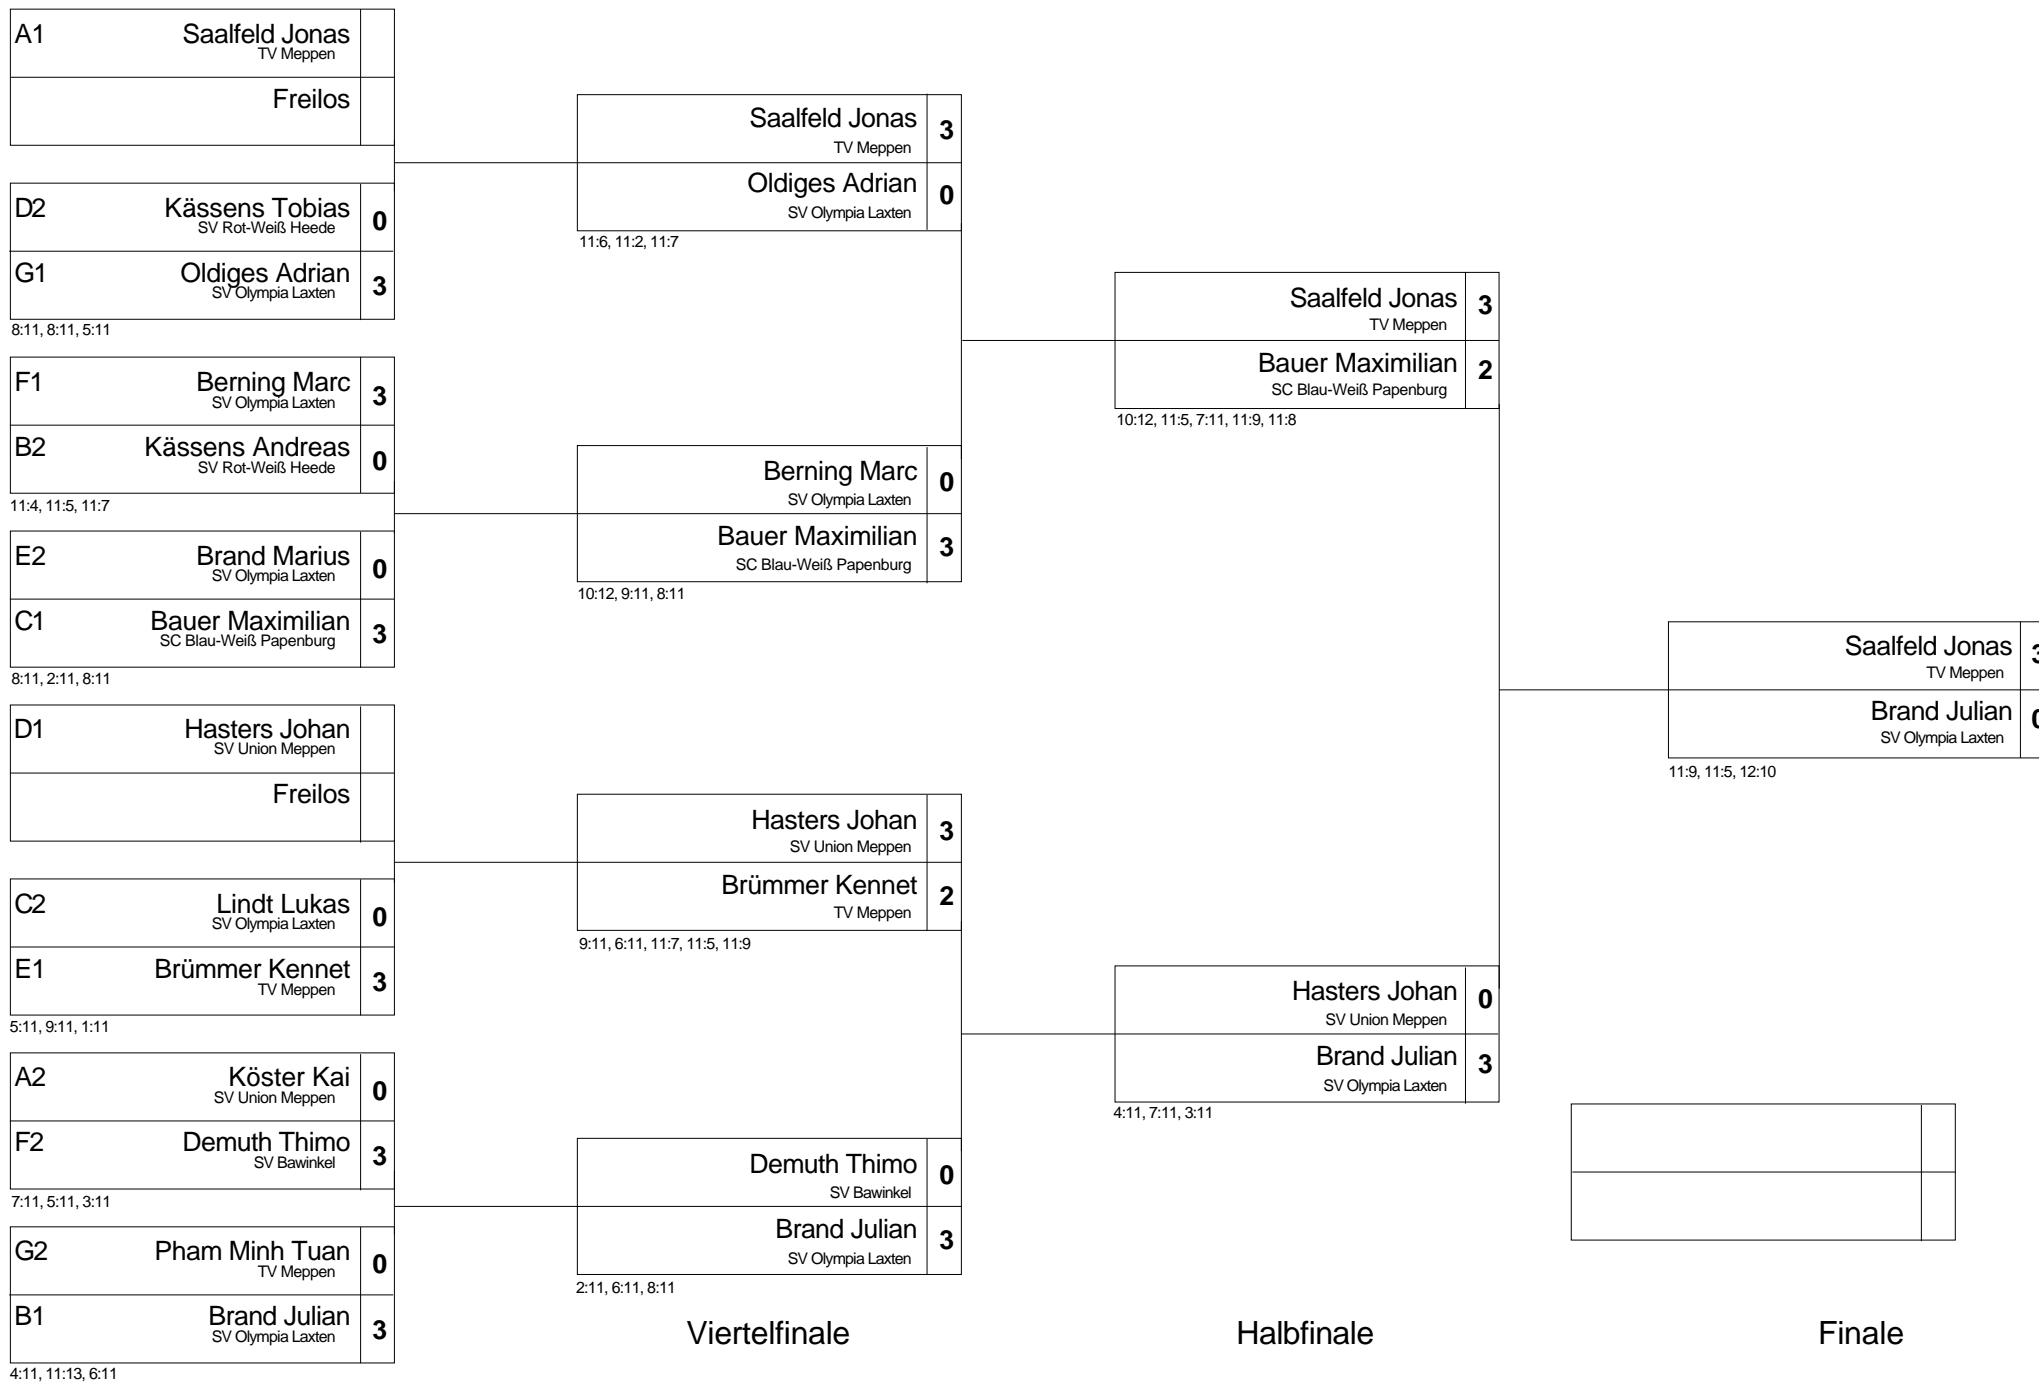 A1 Saalfeld Jonas
TV Meppen
Freilos
D2 Kässens Tobias 0
SV Rot-Weiß Heede
G1 Oldiges Adrian 3
SV Olympia Laxten
8:11, 8:11, 5:11
F1 Berning Marc 3
SV Olympia Laxten
B2 Kässens Andreas 0
SV Rot-Weiß Heede
11:4, 11:5, 11:7
E2 Brand Marius 0
SV Olympia Laxten
C1 Bauer Maximilian 3
SC Blau-Weiß Papenburg
8:11, 2:11, 8:11
D1 Hasters Johan
SV Union Meppen
Freilos
C2 Lindt Lukas 0
SV Olympia Laxten
E1 Brümmer Kennet 3
TV Meppen
5:11, 9:11, 1:11
A2 Köster Kai 0
SV Union Meppen
F2 Demuth Thimo 3
SV Bawinkel
7:11, 5:11, 3:11
G2 Pham Minh Tuan 0
TV Meppen
B1 Brand Julian 3
SV Olympia Laxten
4:11, 11:13, 6:11
Saalfeld Jonas 3
TV Meppen
Oldiges Adrian 0
SV Olympia Laxten
11:6, 11:2, 11:7
Berning Marc 0
SV Olympia Laxten
Bauer Maximilian 3
SC Blau-Weiß Papenburg
10:12, 9:11, 8:11
Hasters Johan 3
SV Union Meppen
Brümmer Kennet 2
TV Meppen
9:11, 6:11, 11:7, 11:5, 11:9
Demuth Thimo 0
SV Bawinkel
Brand Julian 3
SV Olympia Laxten
2:11, 6:11, 8:11
Viertelfinale
Saalfeld Jonas 3
TV Meppen
Bauer Maximilian 2
SC Blau-Weiß Papenburg
10:12, 11:5, 7:11, 11:9, 11:8
Hasters Johan 0
SV Union Meppen
Brand Julian 3
SV Olympia Laxten
4:11, 7:11, 3:11
Halbfinale
Saalfeld Jonas 3
TV Meppen
Brand Julian 0
SV Olympia Laxten
11:9, 11:5, 12:10
Finale